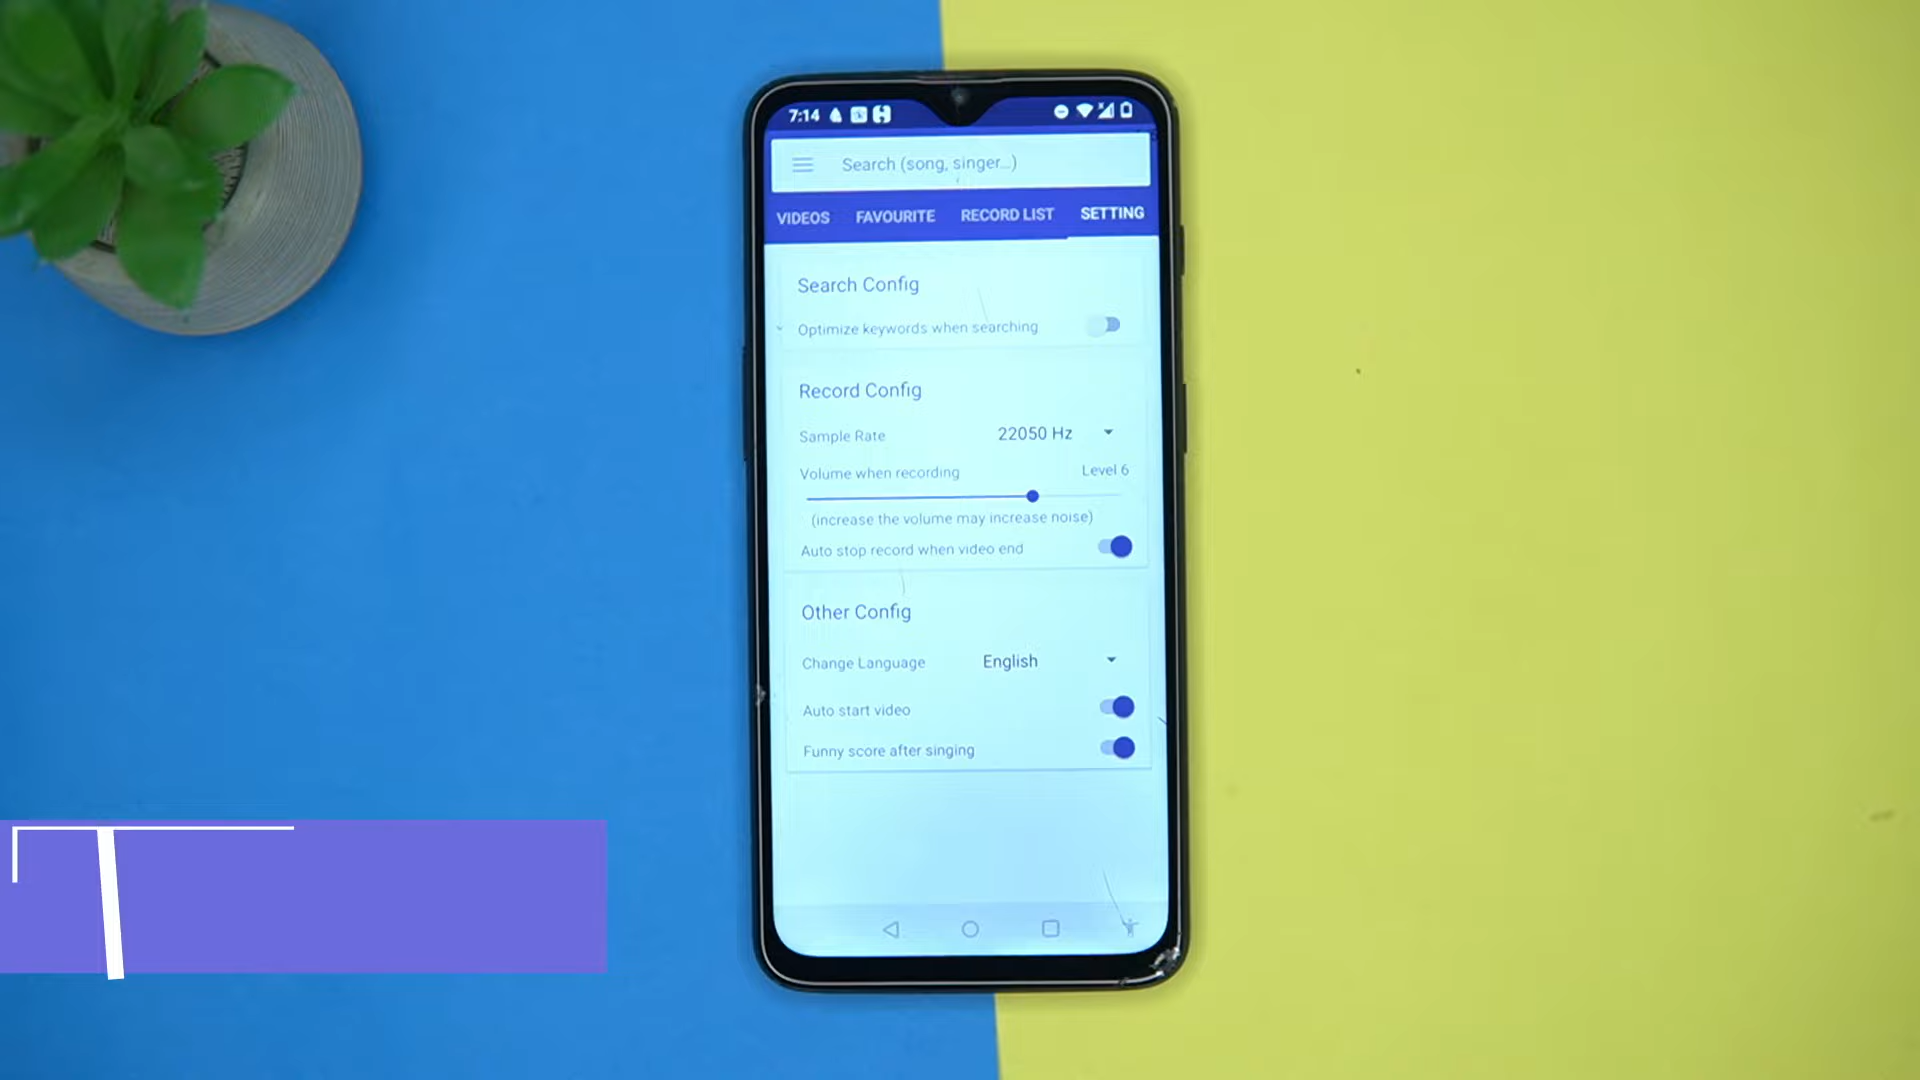 7:14
Search (song, singer...)
VIDEOS FAVOURITE RECORD LIST SETTING
Search Config
Optimize keywords when searching
Record Config
Sample Rate 22050 Hz
Volume when recording Level 6
(increase the volume may increase noise)
Auto stop record when video end
Other Config
Change Language English
Auto start video
Funny score after singing